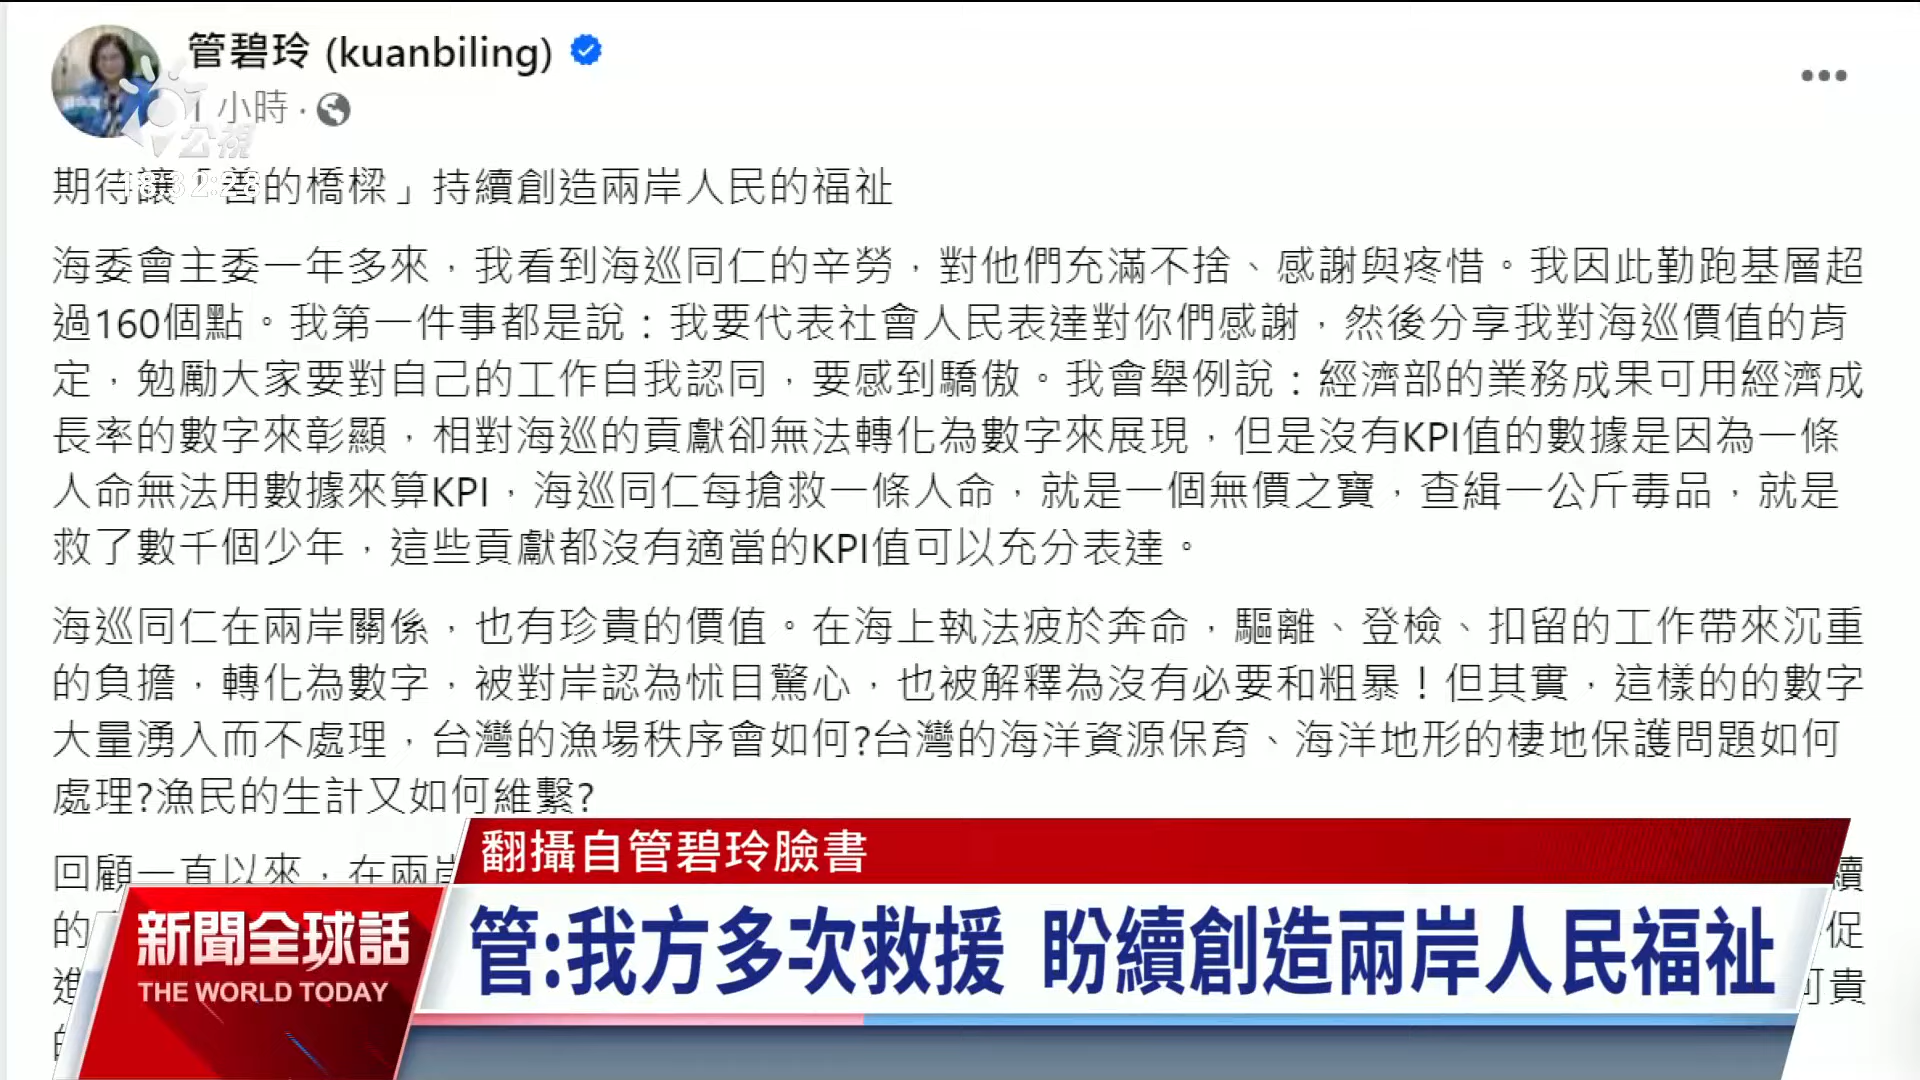 管碧玲 (kuanbiling)
1 小時
公視
期待讓「善的橋樑」持續創造兩岸人民的福祉
海委會主委一年多來，我看到海巡同仁的辛勞，對他們充滿不捨、感謝與疼惜。我因此勤跑基層超
過160個點。我第一件事都是說：我要代表社會人民表達對你們感謝，然後分享我對海巡價值的肯
定，勉勵大家要對自己的工作自我認同，要感到驕傲。我會舉例說：經濟部的業務成果可用經濟成
長率的數字來彰顯，相對海巡的貢獻卻無法轉化為數字來展現，但是沒有KPI值的數據是因為一條
人命無法用數據來算KPI，海巡同仁每搶救一條人命，就是一個無價之寶，查緝一公斤毒品，就是
救了數千個少年，這些貢獻都沒有適當的KPI值可以充分表達。
海巡同仁在兩岸關係，也有珍貴的價值。在海上執法疲於奔命，驅離、登檢、扣留的工作帶來沉重
的負擔，轉化為數字，被對岸認為怵目驚心，也被解釋為沒有必要和粗暴！但其實，這樣的的數字
大量湧入而不處理，台灣的漁場秩序會如何?台灣的海洋資源保育、海洋地形的棲地保護問題如何
處理?漁民的生計又如何維繫?
回顧一直以來，在兩岸
續
的
促
進
可貴
的
翻攝自管碧玲臉書
管:我方多次救援 盼續創造兩岸人民福祉
新聞全球話
THE WORLD TODAY